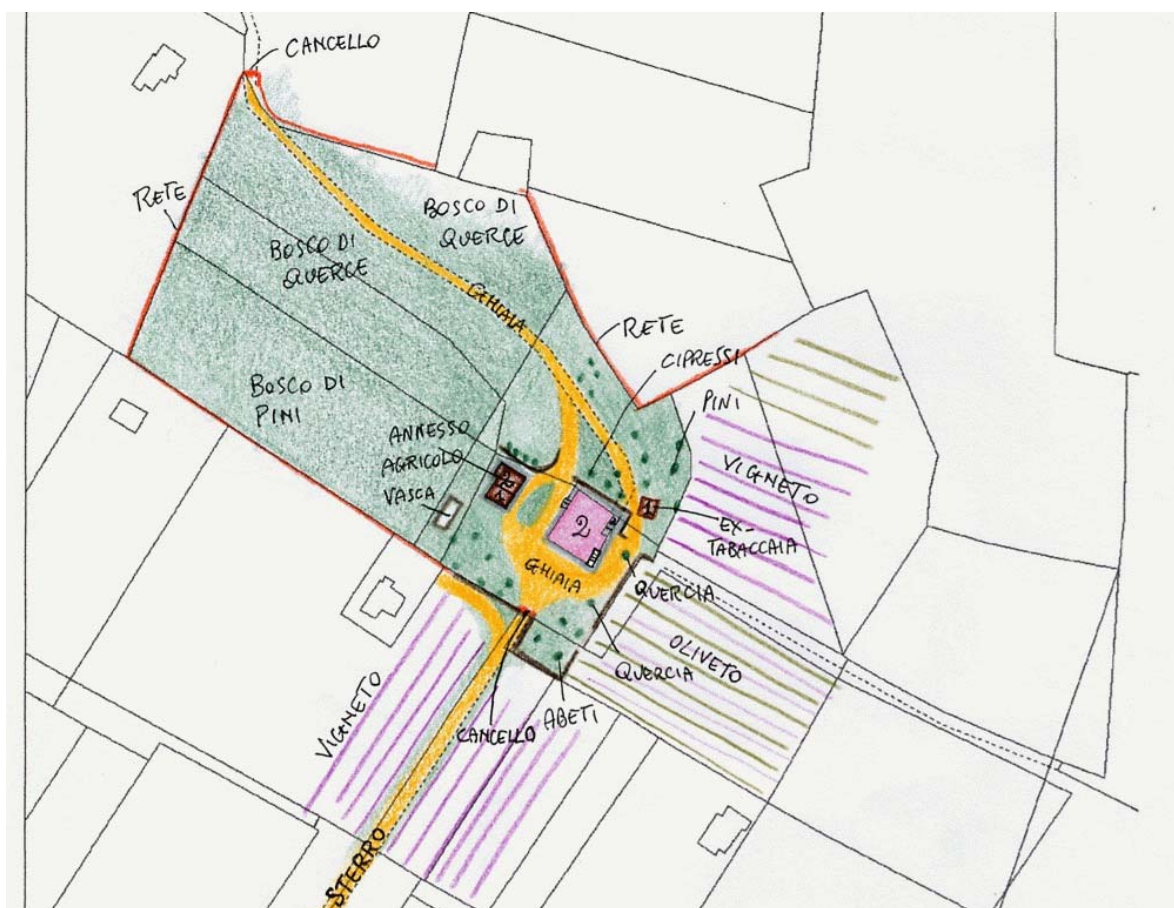 CANCELLO
RETE
BOSCO DI
QUERCE
BOSCO DI
QUERCE
GHIAIA
RETE
CIPRESSI
BOSCO DI
PINI
PINI
ANNESSO
AGRICOLO
VASCA
VIGNETO
2
1
EX-
TABACCAIA
GHIAIA
QUERCIA
QUERCIA
OLIVETO
VIGNETO
CANCELLO
ABETI
STERRO